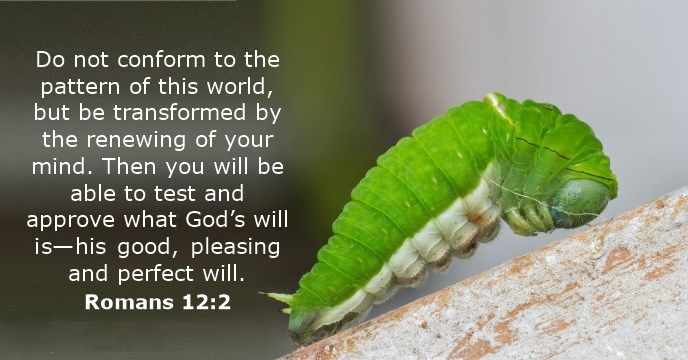 Do not conform to the
pattern of this world,
but be transformed by
the renewing of your
mind. Then you will be
able to test and
approve what God’s will
is—his good, pleasing
and perfect will.
Romans 12:2